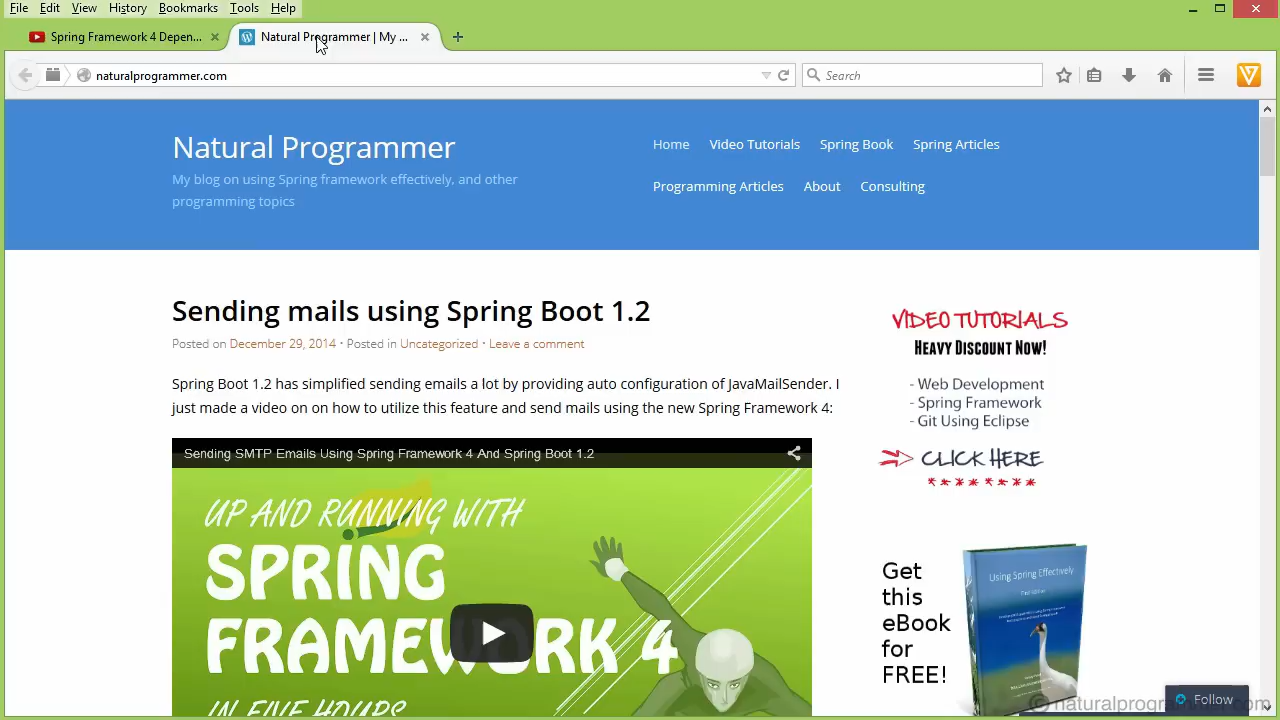 File Edit View History Bookmarks Tools Help
Spring Framework 4 Depen...
Natural Programmer | My ...
naturalprogrammer.com
Search
Natural Programmer
My blog on using Spring framework effectively, and other
programming topics
Home Video Tutorials Spring Book Spring Articles
Programming Articles About Consulting
Sending mails using Spring Boot 1.2
Posted on December 29, 2014 • Posted in Uncategorized • Leave a comment
Spring Boot 1.2 has simplified sending emails a lot by providing auto configuration of JavaMailSender. I
just made a video on on how to utilize this feature and send mails using the new Spring Framework 4:
Sending SMTP Emails Using Spring Framework 4 And Spring Boot 1.2
UP AND RUNNING WITH
SPRING
FRAMEWORK 4
IN FIVE HOURS
VIDEO TUTORIALS
HEAVY DISCOUNT NOW!
- Web Development
- Spring Framework
- Git Using Eclipse
CLICK HERE
Get
this
eBook
for
FREE!
Using Spring Effectively
First Edition
Follow
© naturalprogrammer.com